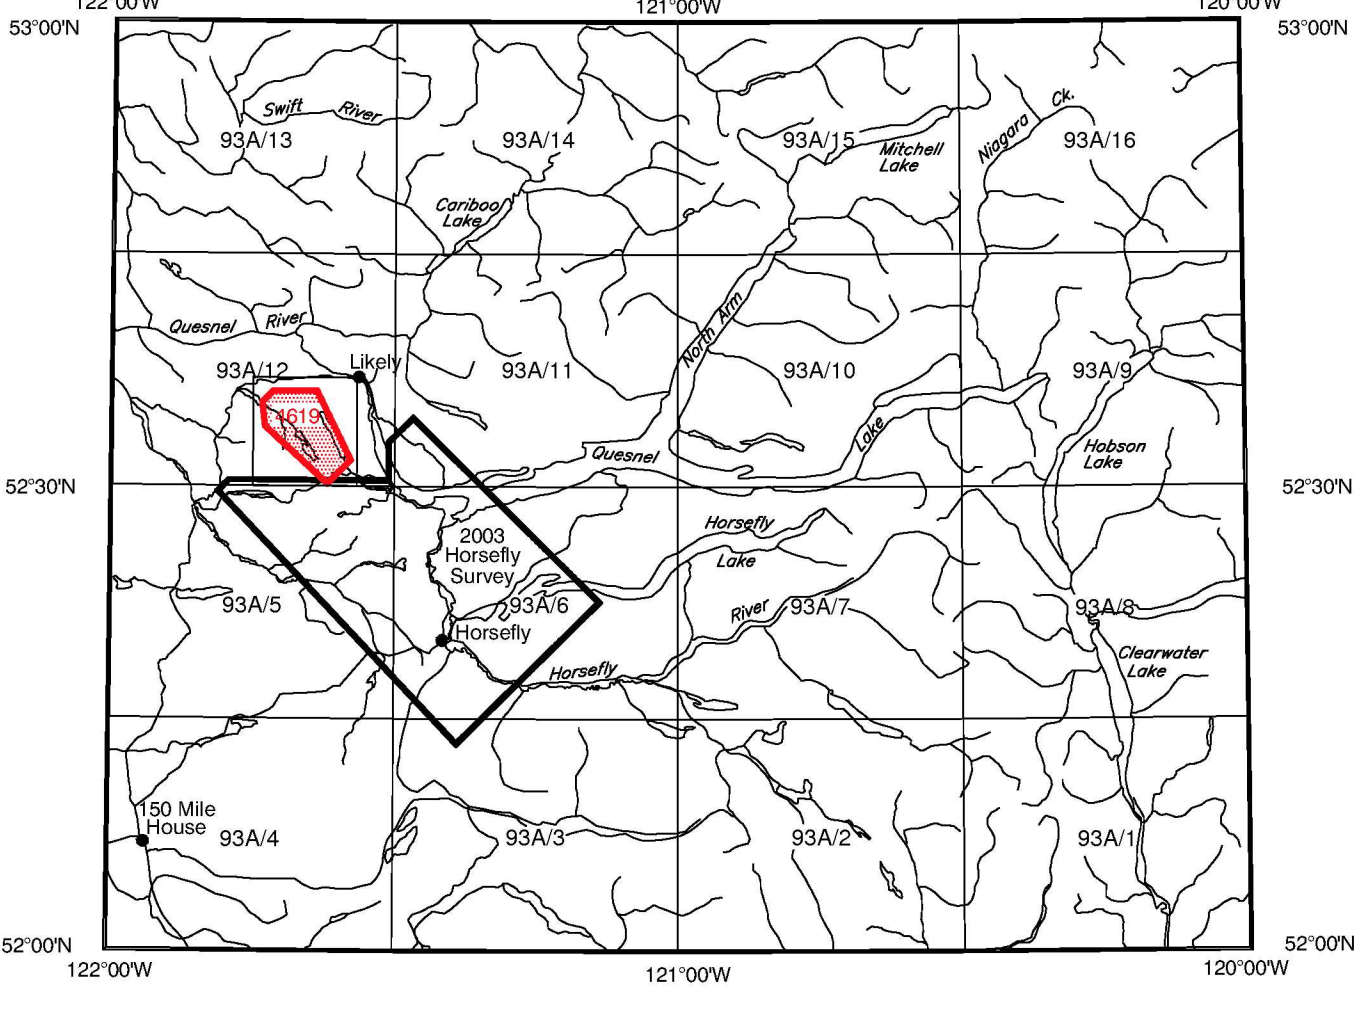 122°00'W
121°00'W
120°00'W
53°00'N
53°00'N
Swift River
93A/13
93A/14
93A/15
Niagara Ck.
93A/16
Mitchell
Lake
Cariboo
Lake
Quesnel River
North Arm
Likely
93A/12
93A/11
93A/10
93A/9
4619
Lake
Quesnel
Hobson
Lake
52°30'N
52°30'N
2003
Horsefly
Survey
Horsefly
Lake
93A/5
93A/6
River
93A/7
93A/8
Horsefly
Horsefly
Clearwater
Lake
150 Mile
House
93A/4
93A/3
93A/2
93A/1
52°00'N
52°00'N
122°00'W
121°00'W
120°00'W